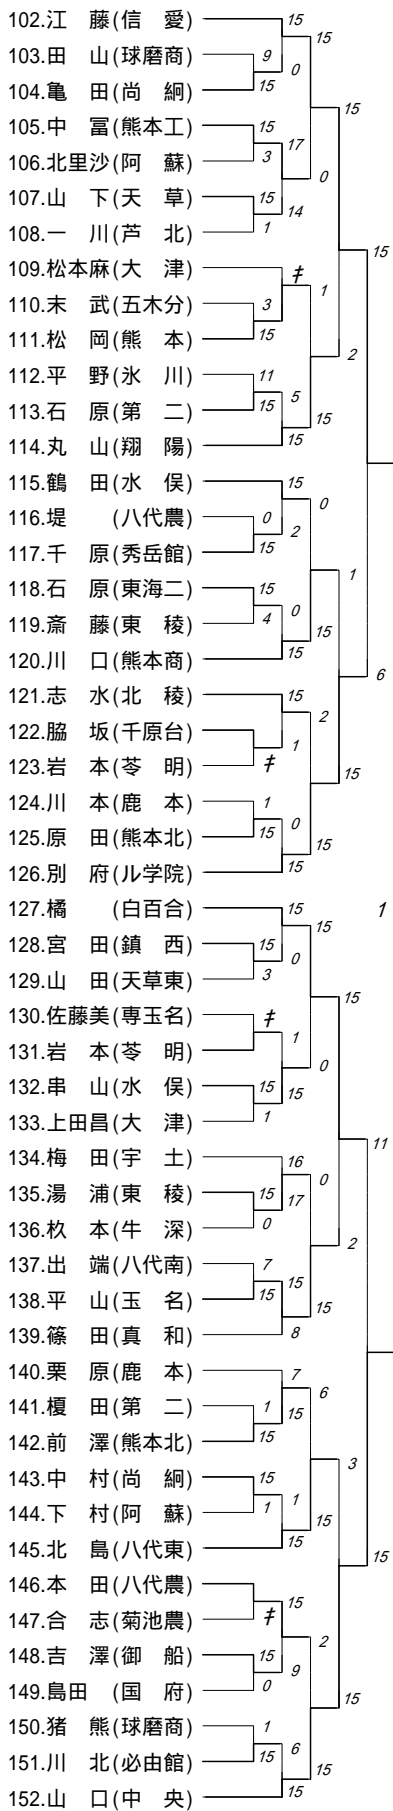 102.江　藤(信　愛) 15 15
103.田　山(球磨商) 9 0
104.亀　田(尚　絅) 15 15
105.中　冨(熊本工) 15 17
106.北里沙(阿　蘇) 3 0
107.山　下(天　草) 15 14
108.一　川(芦　北) 1 15
109.松本麻(大　津) ‡ 1
110.末　武(五木分) 3
111.松　岡(熊　本) 15 2
112.平　野(氷　川) 11 5
113.石　原(第　二) 15 15
114.丸　山(翔　陽) 15
115.鶴　田(水　俣) 15 0
116.堤　　(八代農) 0 2
117.千　原(秀岳館) 15 1
118.石　原(東海二) 15 0
119.斎　藤(東　稜) 4 15
120.川　口(熊本商) 15 6
121.志　水(北　稜) 15 2
122.脇　坂(千原台) 1
123.岩　本(苓　明) ‡ 15
124.川　本(鹿　本) 1 0
125.原　田(熊本北) 15 15
126.別　府(ル学院) 15
127.橘　　(白百合) 15 15 1
128.宮　田(鎮　西) 15 0
129.山　田(天草東) 3 15
130.佐藤美(専玉名) ‡ 1
131.岩　本(苓　明) 0
132.串　山(水　俣) 15 15
133.上田昌(大　津) 1 11
134.梅　田(宇　土) 16 0
135.湯　浦(東　稜) 15 17
136.杦　本(牛　深) 0 2
137.出　端(八代南) 7 15
138.平　山(玉　名) 15 15
139.篠　田(真　和) 8
140.栗　原(鹿　本) 7 6
141.榎　田(第　二) 1 15
142.前　澤(熊本北) 15 3
143.中　村(尚　絅) 15 1
144.下　村(阿　蘇) 1 15
145.北　島(八代東) 15 15
146.本　田(八代農) 15
147.合　志(菊池農) ‡ 2
148.吉　澤(御　船) 15 9
149.島田　(国　府) 0 15
150.猪　熊(球磨商) 1 6
151.川　北(必由館) 15 15
152.山　口(中　央) 15